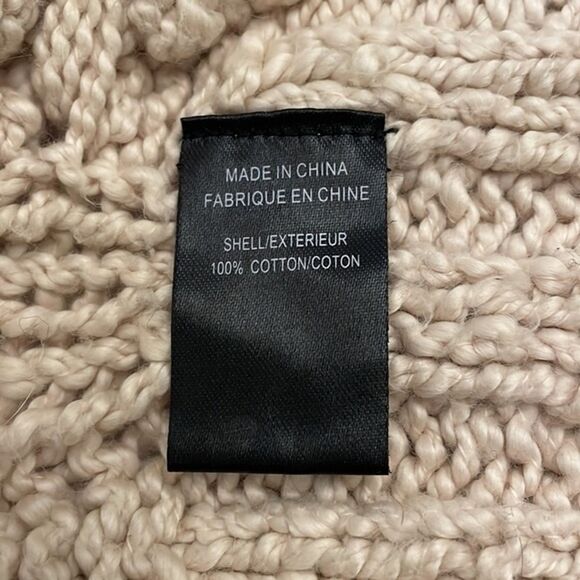 MADE IN CHINA
FABRIQUE EN CHINE
SHELL/EXTERIEUR
100% COTTON/COTON